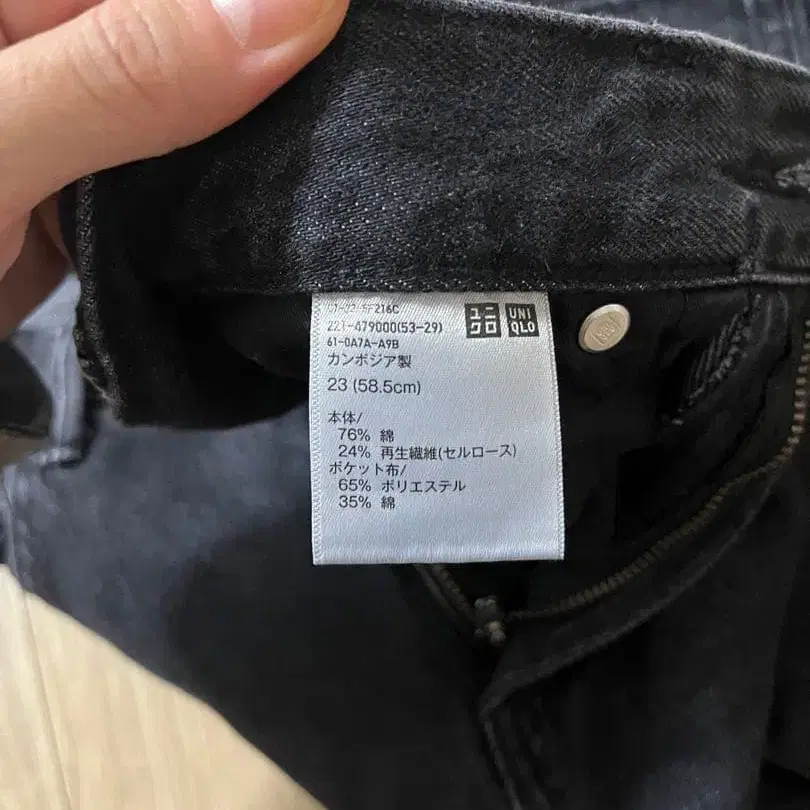 ユニクロ
UNIQLO
221-479000(53-29)
61-0A7A-A9B
カンボジア製
23 (58.5cm)
本体/
76% 綿
24% 再生繊維(セルロース)
ポケット布/
65% ポリエステル
35% 綿